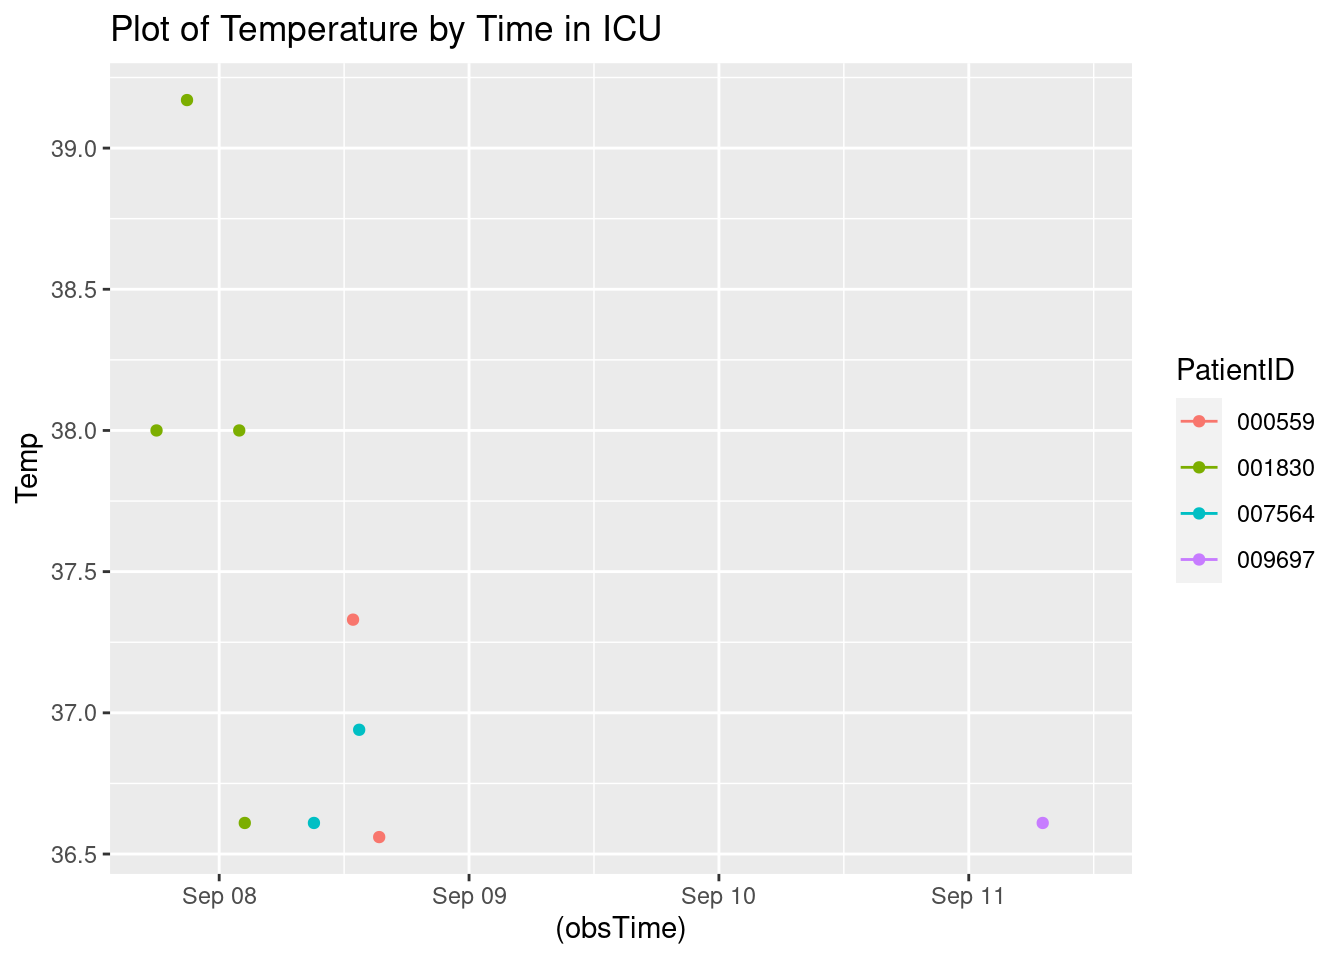 Plot of Temperature by Time in ICU
39.0
38.5
38.0
37.5
37.0
36.5
Temp
Sep 08 Sep 09 Sep 10 Sep 11
(obsTime)
PatientID
000559
001830
007564
009697